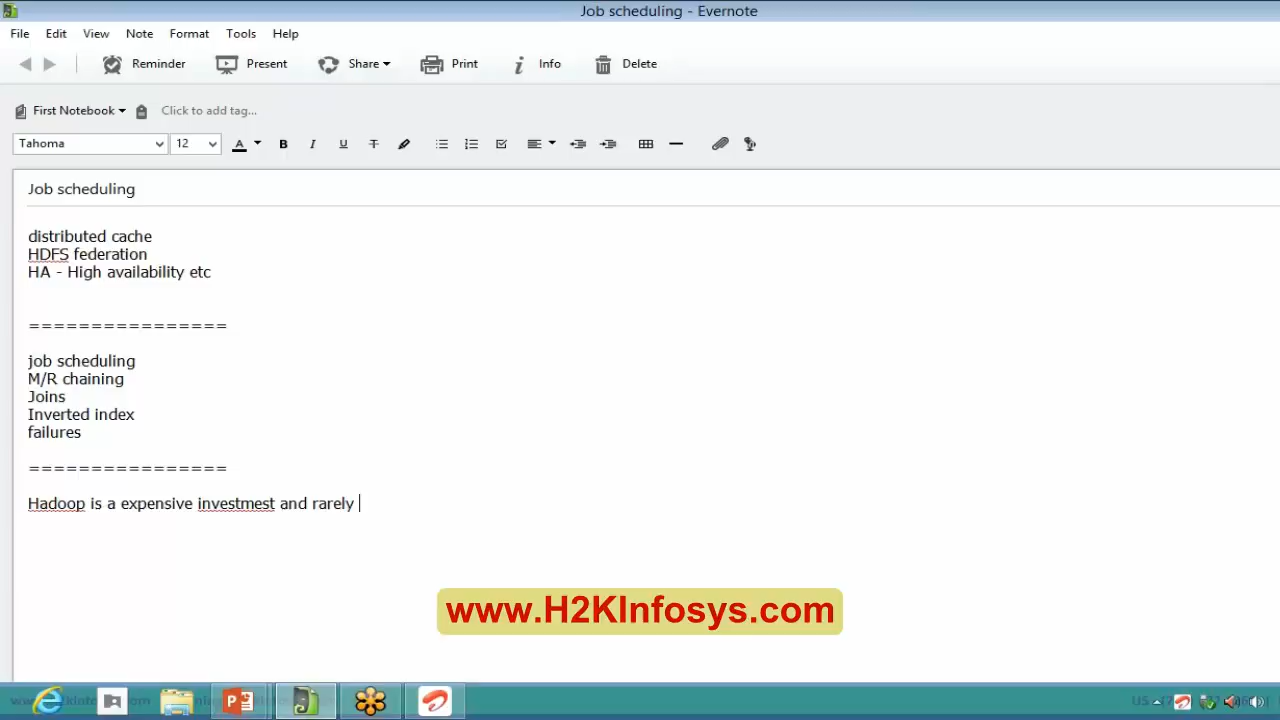 Job scheduling - Evernote
File Edit View Note Format Tools Help
Reminder Present Share Print Info Delete
First Notebook Click to add tag...
Tahoma 12 A B I U T
Job scheduling
distributed cache
HDFS federation
HA - High availability etc
================
job scheduling
M/R chaining
Joins
Inverted index
failures
================
Hadoop is a expensive investmest and rarely
www.H2KInfosys.com
US